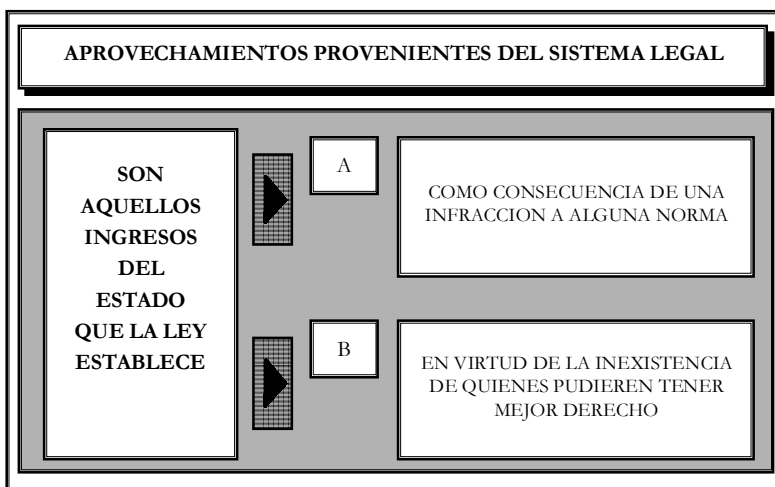 APROVECHAMIENTOS PROVENIENTES DEL SISTEMA LEGAL
SON
AQUELLOS
INGRESOS
DEL
ESTADO
QUE LA LEY
ESTABLECE
A
COMO CONSECUENCIA DE UNA
INFRACCION A ALGUNA NORMA
B
EN VIRTUD DE LA INEXISTENCIA
DE QUIENES PUDIEREN TENER
MEJOR DERECHO